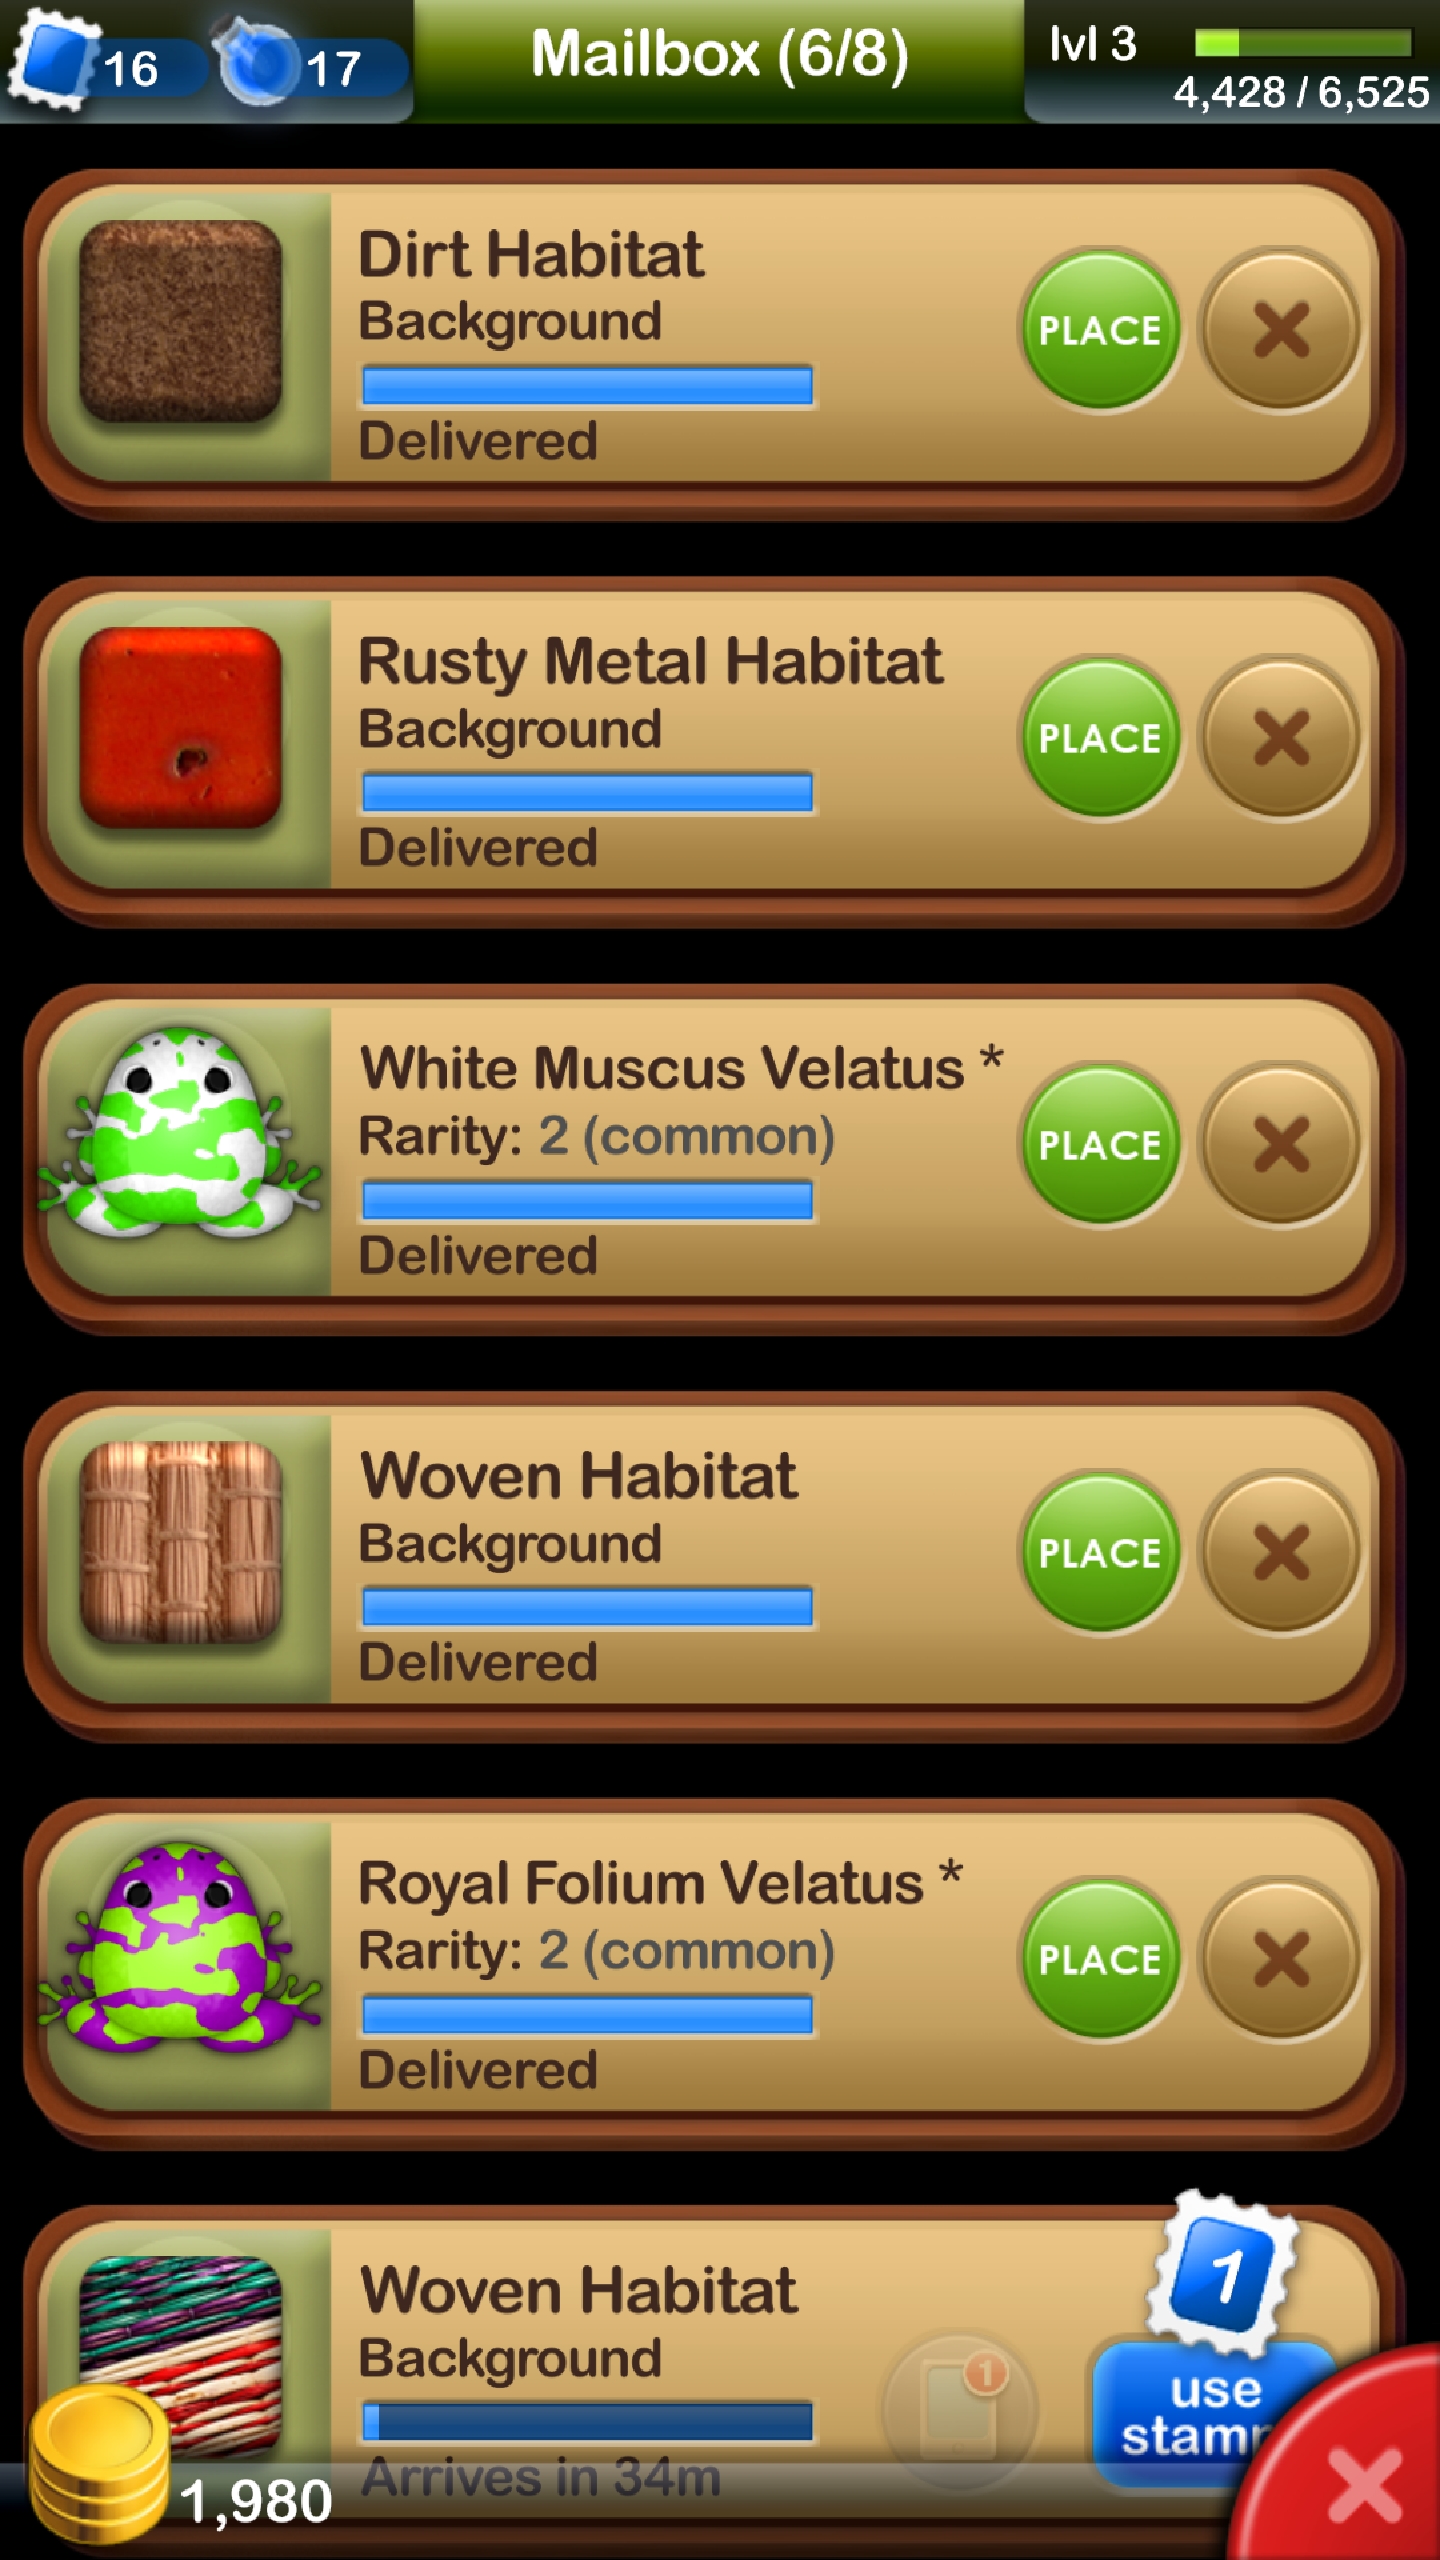 16
17
Mailbox (6/8)
lvl 3
4,428 / 6,525
Dirt Habitat
Background
Delivered
PLACE
Rusty Metal Habitat
Background
Delivered
PLACE
White Muscus Velatus *
Rarity: 2 (common)
Delivered
PLACE
Woven Habitat
Background
Delivered
PLACE
Royal Folium Velatus *
Rarity: 2 (common)
Delivered
PLACE
Woven Habitat
Background
Arrives in 34m
1
1
use
stam
1,980